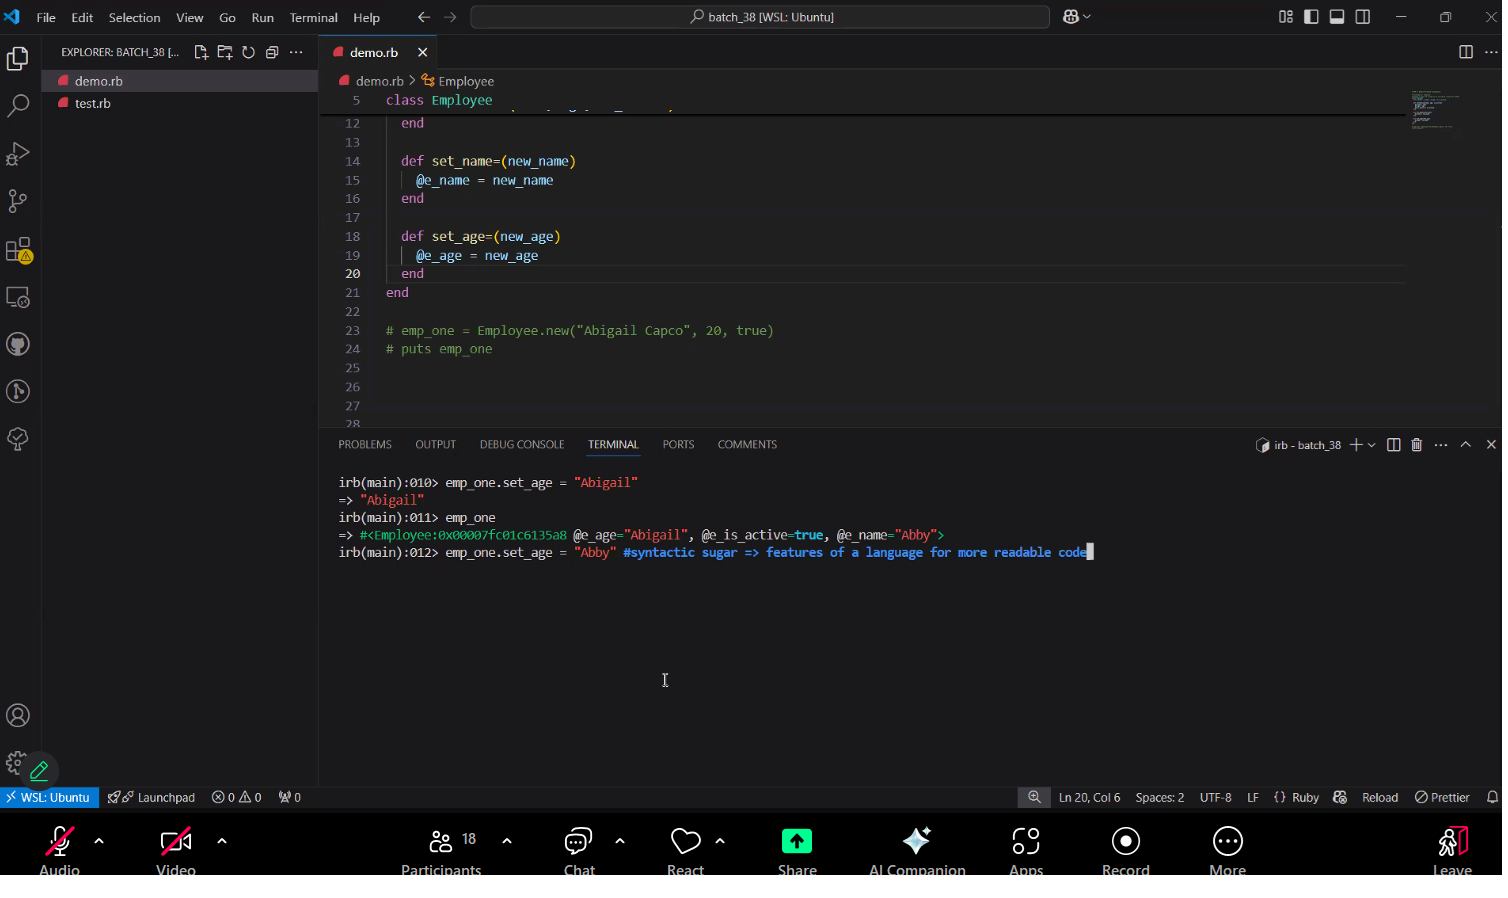 File Edit Selection View Go Run Terminal Help
batch_38 [WSL: Ubuntu]
EXPLORER: BATCH_38 [...
demo.rb
test.rb
demo.rb
demo.rb > Employee
5 class Employee
12 end
13
14 def set_name=(new_name)
15 @e_name = new_name
16 end
17
18 def set_age=(new_age)
19 @e_age = new_age
20 end
21 end
22
23 # emp_one = Employee.new("Abigail Capco", 20, true)
24 # puts emp_one
25
26
27
28
PROBLEMS OUTPUT DEBUG CONSOLE TERMINAL PORTS COMMENTS
irb - batch_38
irb(main):010> emp_one.set_age = "Abigail"
=> "Abigail"
irb(main):011> emp_one
=> #<Employee:0x00007fc01c6135a8 @e_age="Abigail", @e_is_active=true, @e_name="Abby">
irb(main):012> emp_one.set_age = "Abby" #syntactic sugar => features of a language for more readable code
WSL: Ubuntu Launchpad 0 0 0 Ln 20, Col 6 Spaces: 2 UTF-8 LF {} Ruby Reload Prettier
18
Audio Video Participants Chat React Share AI Companion Apps Record More Leave